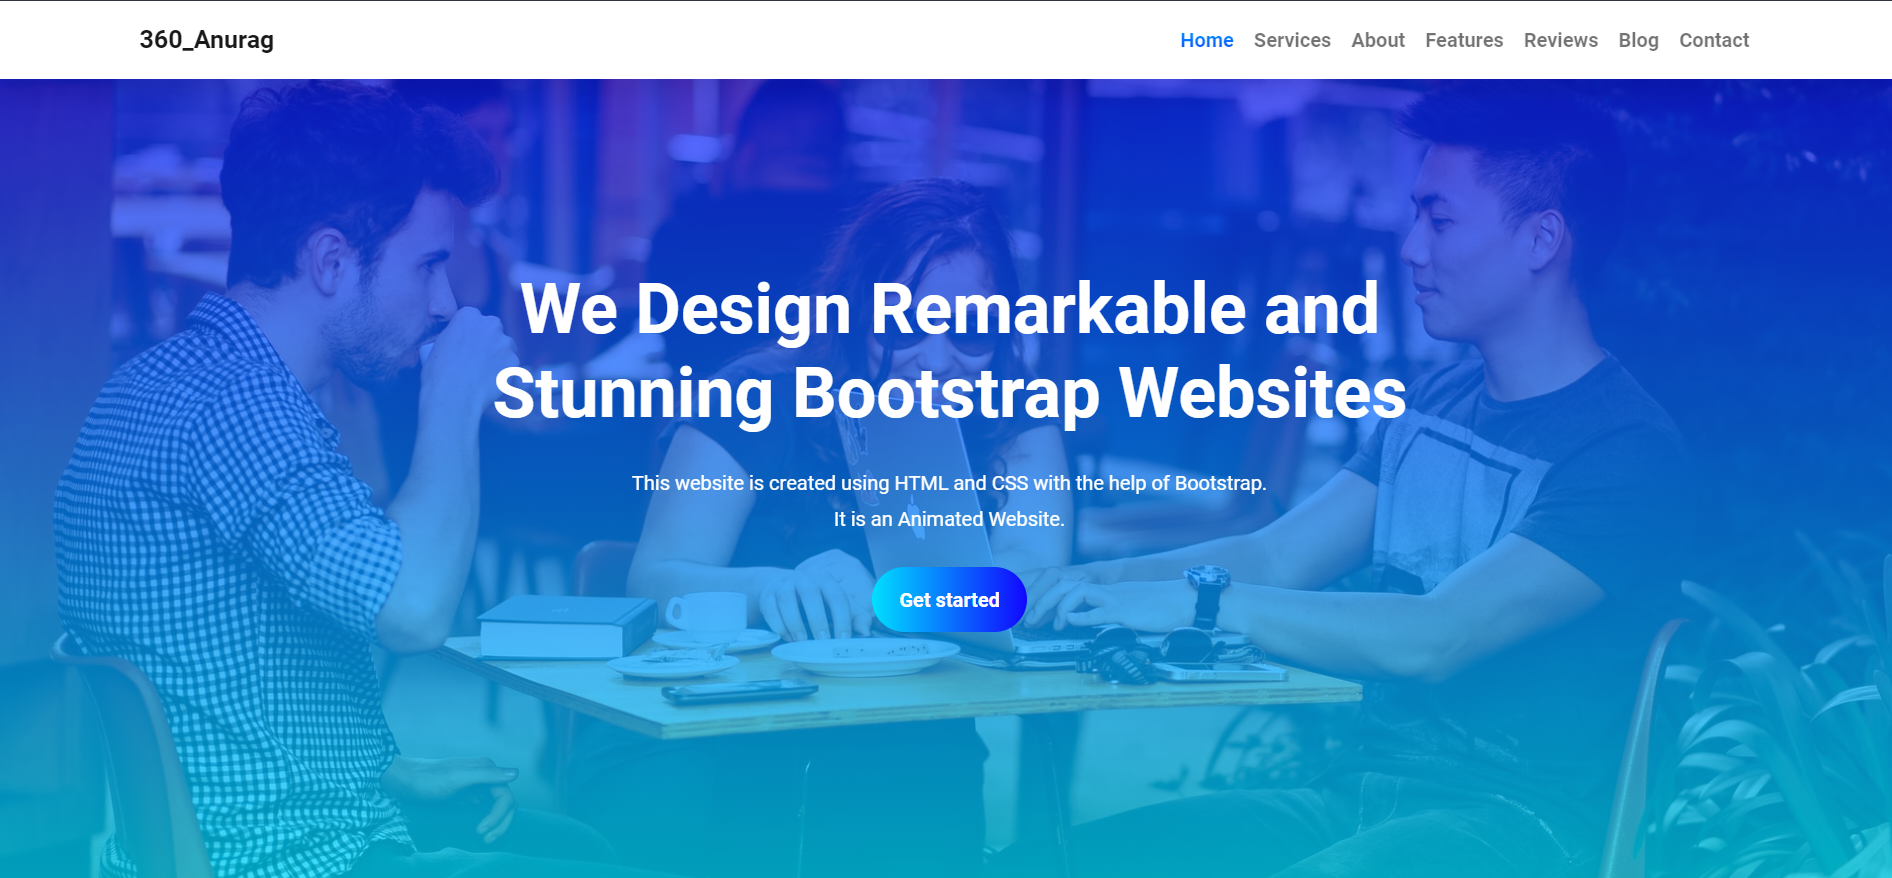 360_Anurag
Home Services About Features Reviews Blog Contact
We Design Remarkable and
Stunning Bootstrap Websites
This website is created using HTML and CSS with the help of Bootstrap.
It is an Animated Website.
Get started